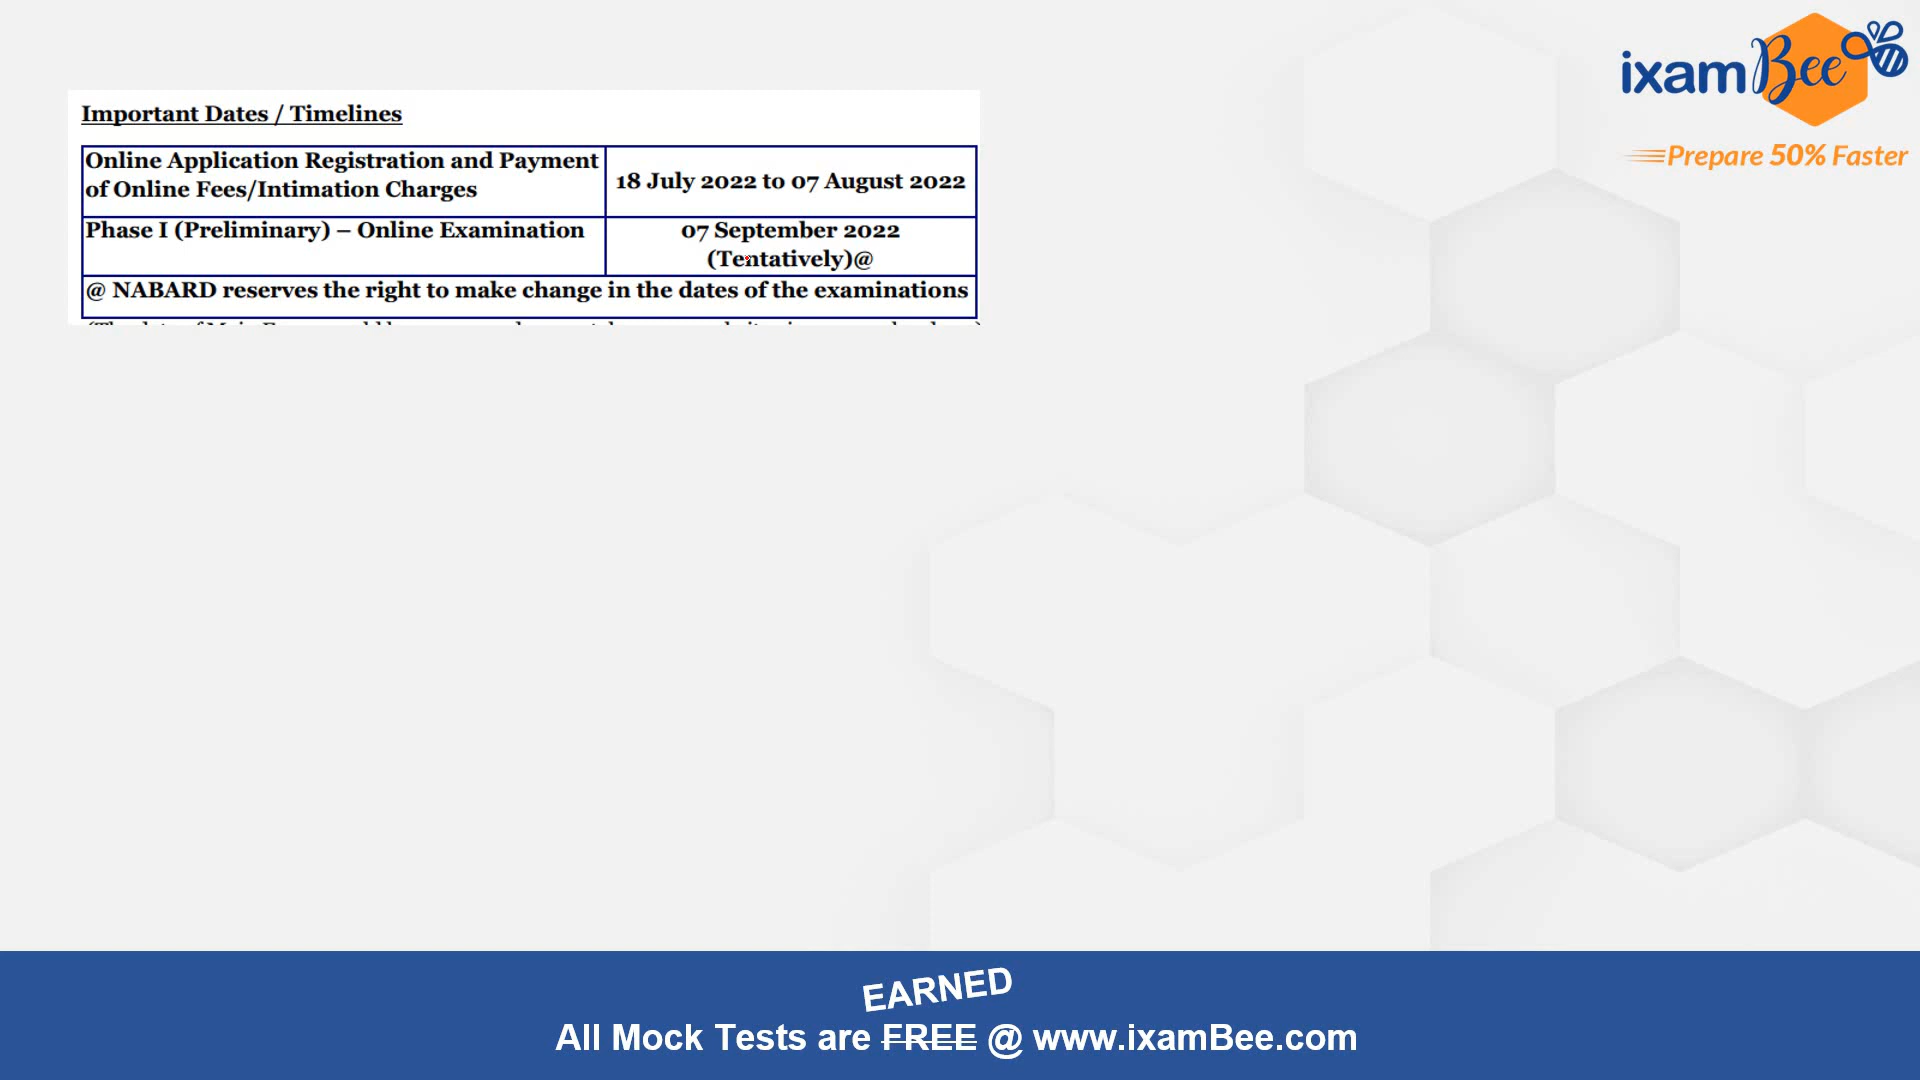 ixamBee
Prepare 50% Faster
Important Dates / Timelines
Online Application Registration and Payment
of Online Fees/Intimation Charges
18 July 2022 to 07 August 2022
Phase I (Preliminary) – Online Examination
07 September 2022
(Tentatively)@
@ NABARD reserves the right to make change in the dates of the examinations
EARNED
All Mock Tests are FREE @ www.ixamBee.com